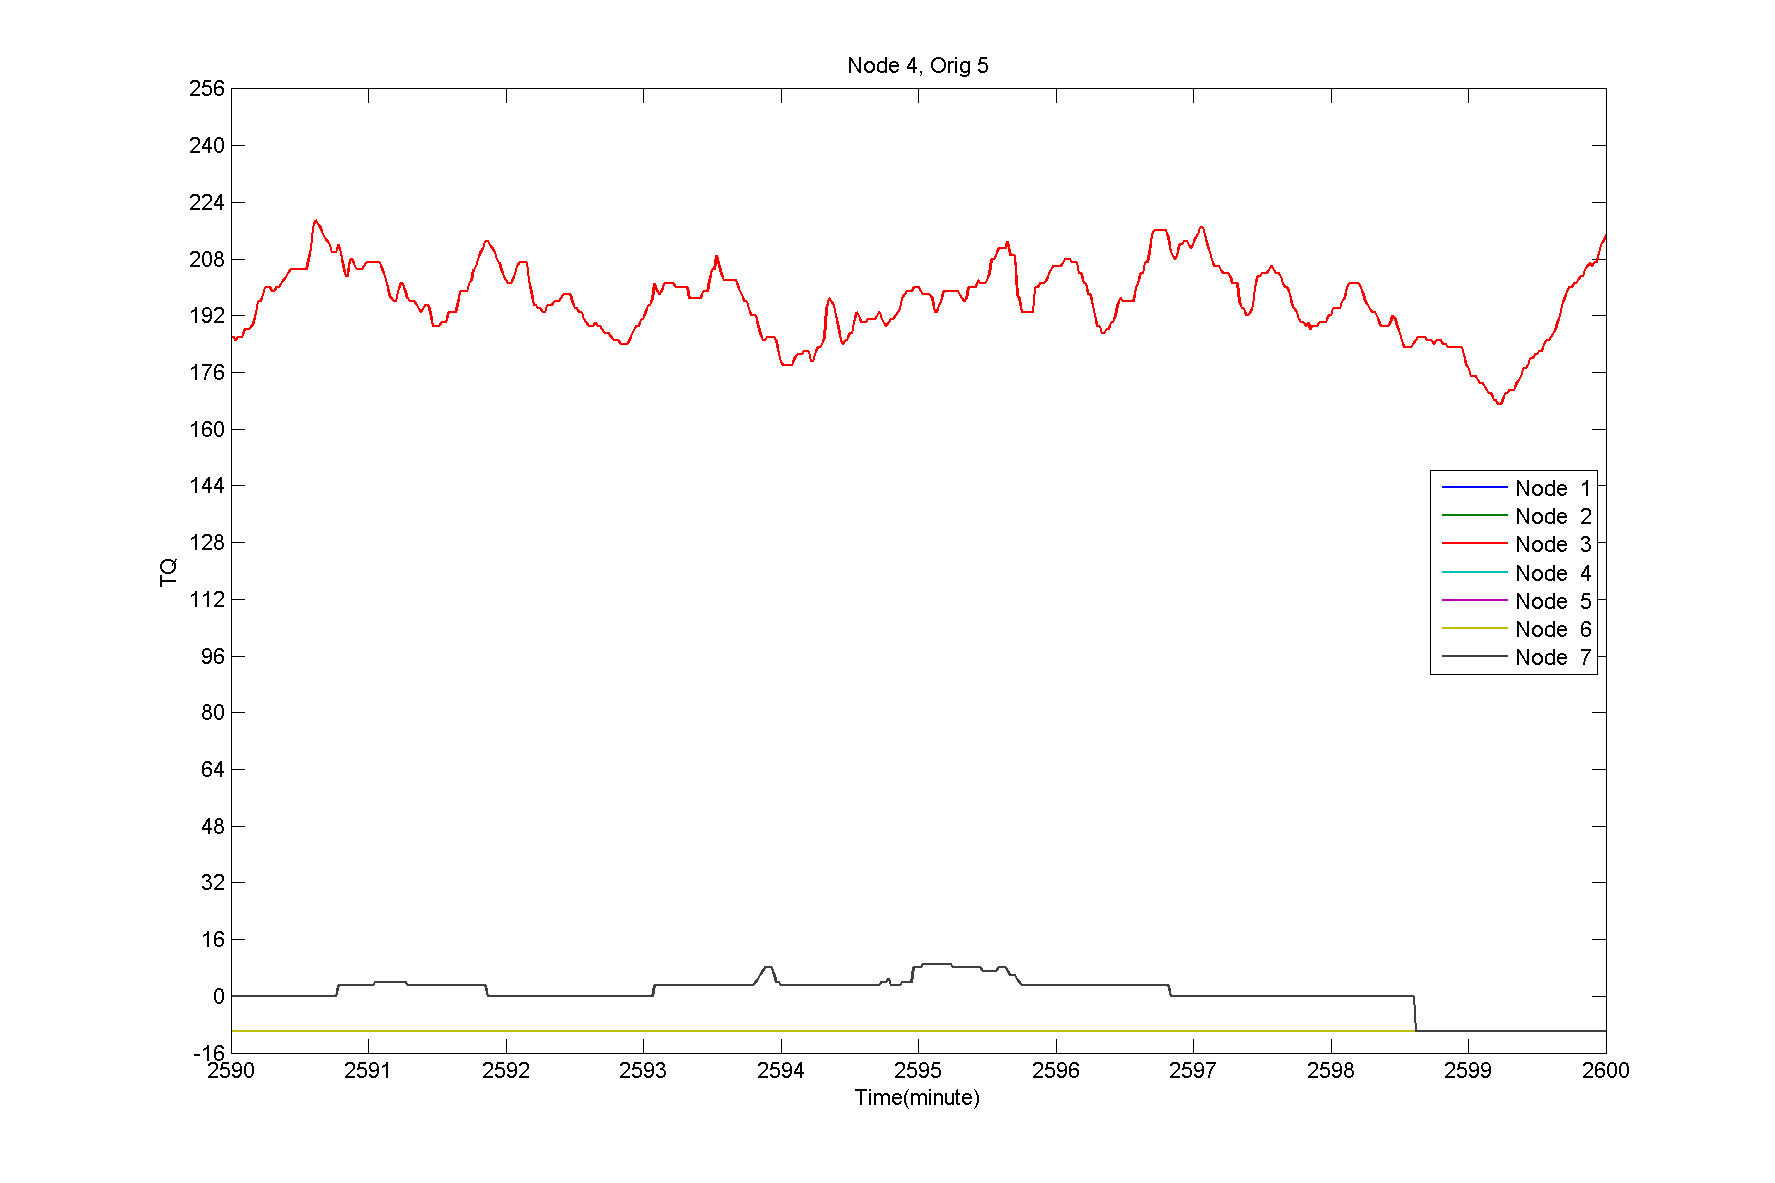 Node 4, Orig 5
256
240
224
208
192
176
160
144
128
112
96
80
64
48
32
16
0
-16
TQ
Node 1
Node 2
Node 3
Node 4
Node 5
Node 6
Node 7
2590 2591 2592 2593 2594 2595 2596 2597 2598 2599 2600
Time(minute)